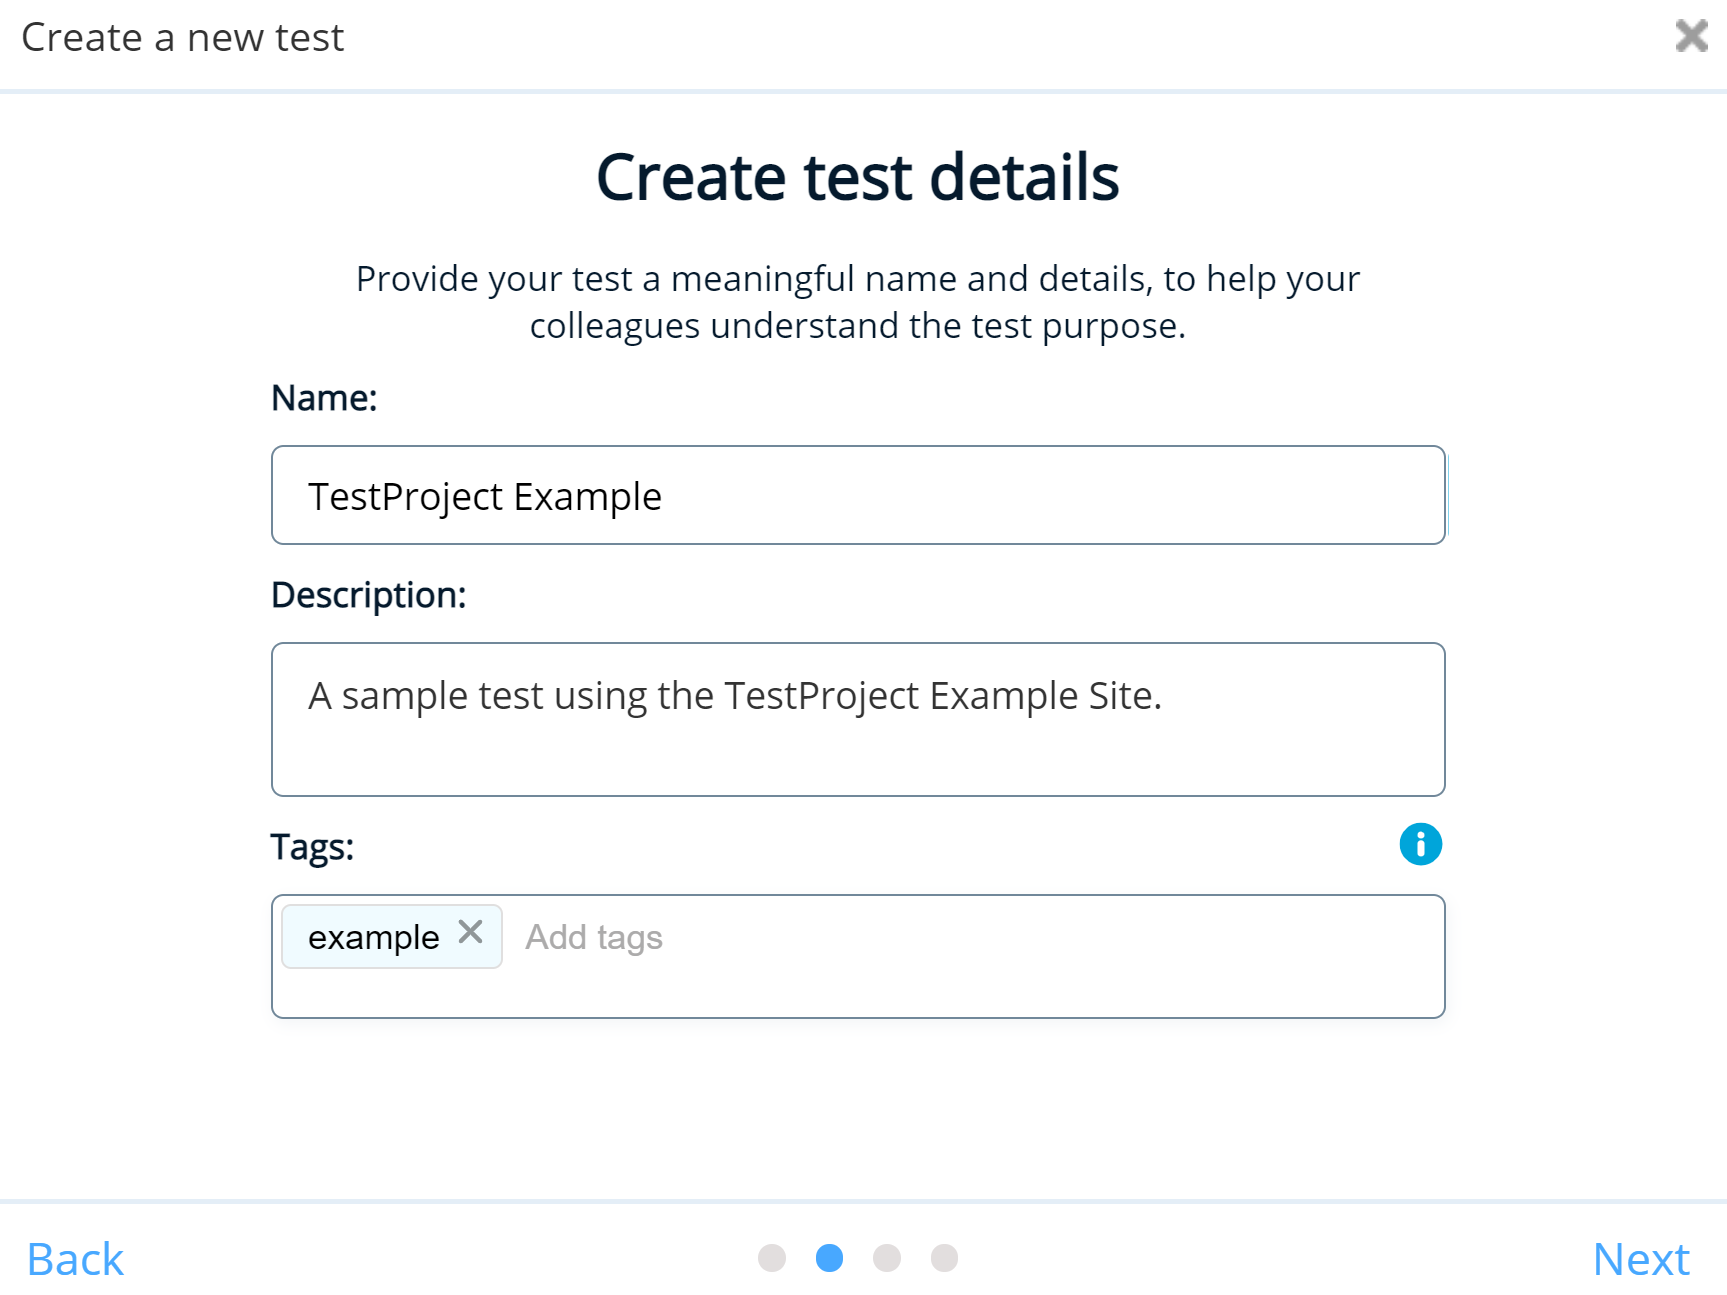 Create a new test
Create test details
Provide your test a meaningful name and details, to help your
colleagues understand the test purpose.
Name:
TestProject Example
Description:
A sample test using the TestProject Example Site.
Tags:
example Add tags
Back Next